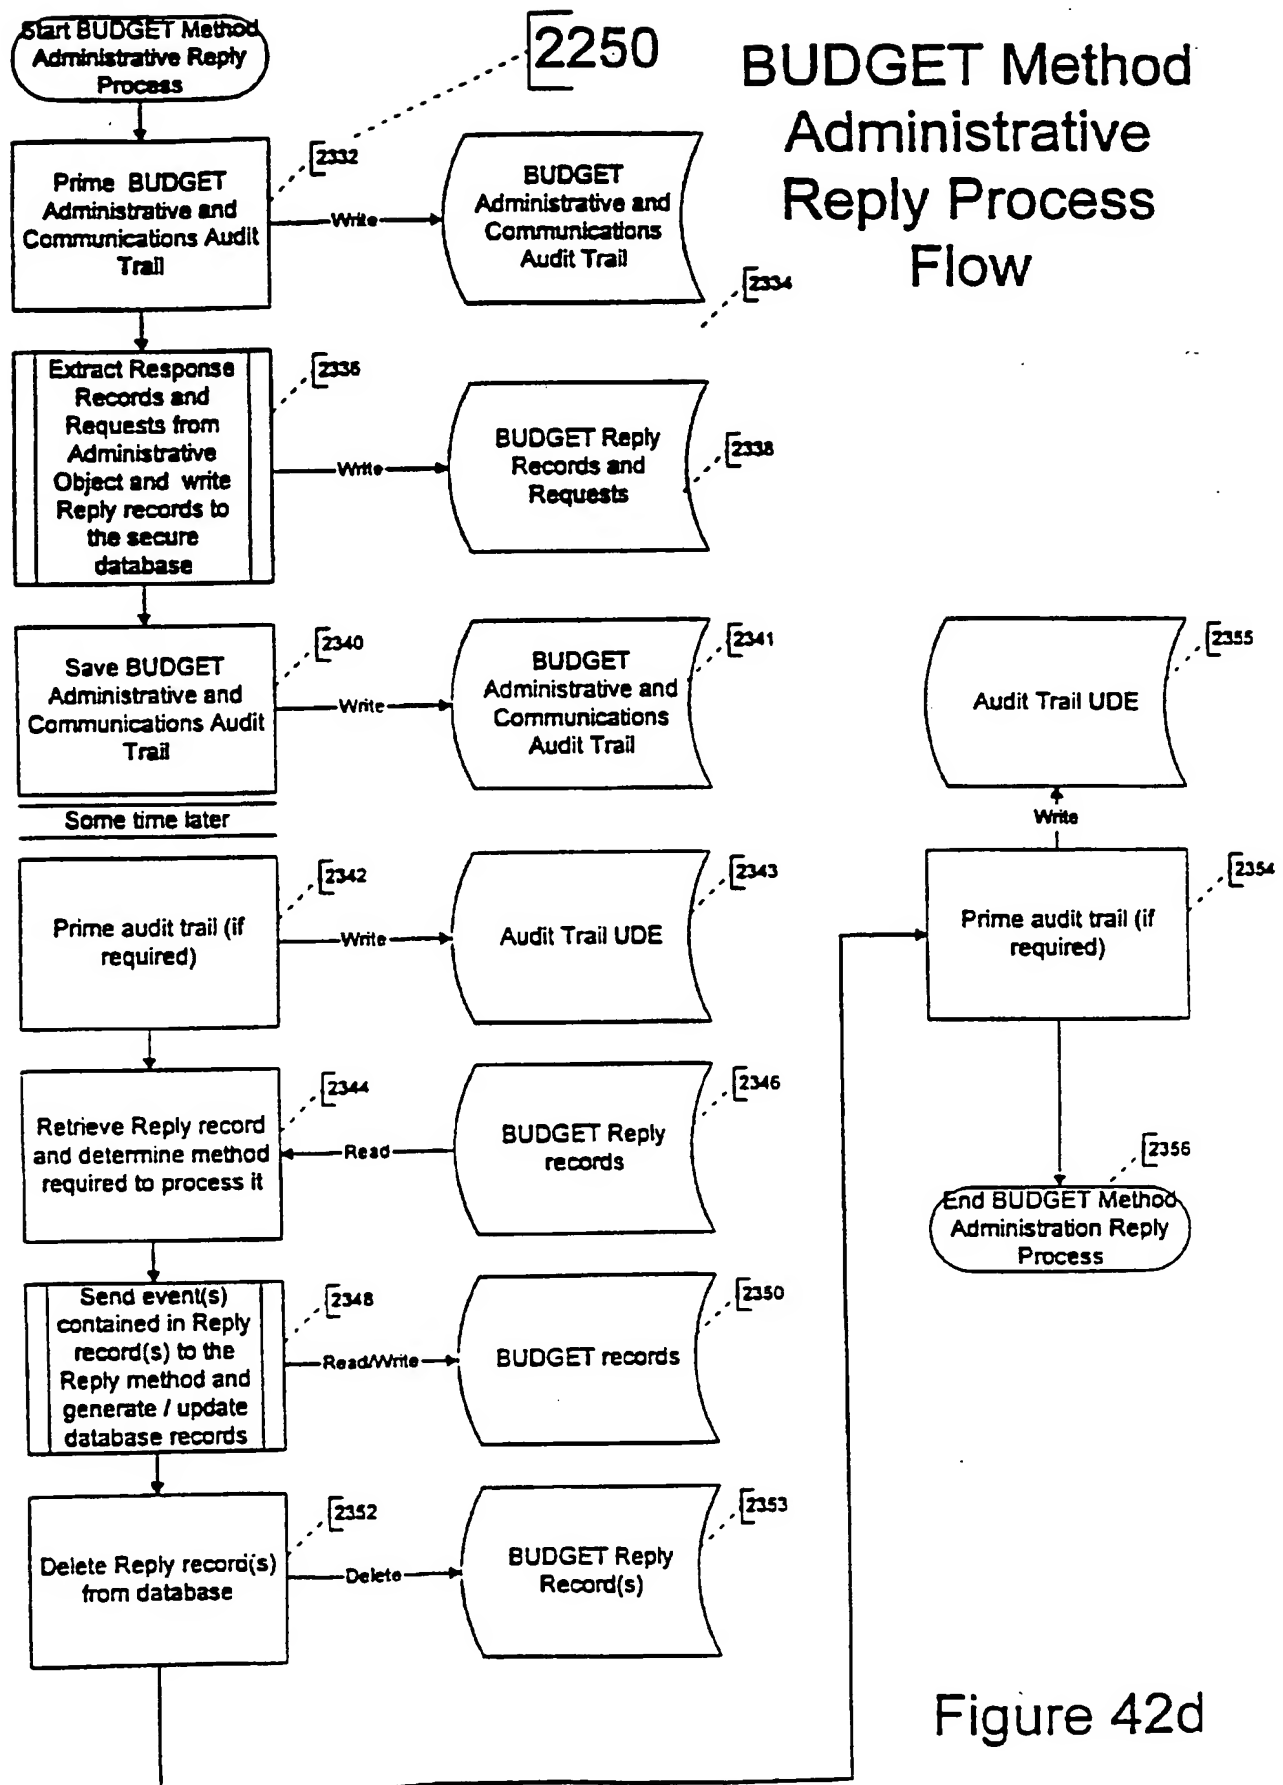 Start BUDGET Method
Administrative Reply
Process
2250
BUDGET Method
Administrative
Reply Process
Flow
Prime BUDGET
Administrative and
Communications Audit
Trail
2332
Write
BUDGET
Administrative and
Communications
Audit Trail
2334
Extract Response
Records and
Requests from
Administrative
Object and write
Reply records to
the secure
database
2336
Write
BUDGET Reply
Records and
Requests
2338
Save BUDGET
Administrative and
Communications Audit
Trail
2340
Write
BUDGET
Administrative and
Communications
Audit Trail
2341
Some time later
Prime audit trail (if
required)
2342
Write
Audit Trail UDE
2343
Retrieve Reply record
and determine method
required to process it
2344
Read
BUDGET Reply
records
2346
Send event(s)
contained in Reply
record(s) to the
Reply method and
generate / update
database records
2348
Read/Write
BUDGET records
2350
Delete Reply record(s)
from database
2352
Delete
BUDGET Reply
Record(s)
2353
Audit Trail UDE
2355
Write
Prime audit trail (if
required)
2354
2356
End BUDGET Method
Administration Reply
Process
Figure 42d